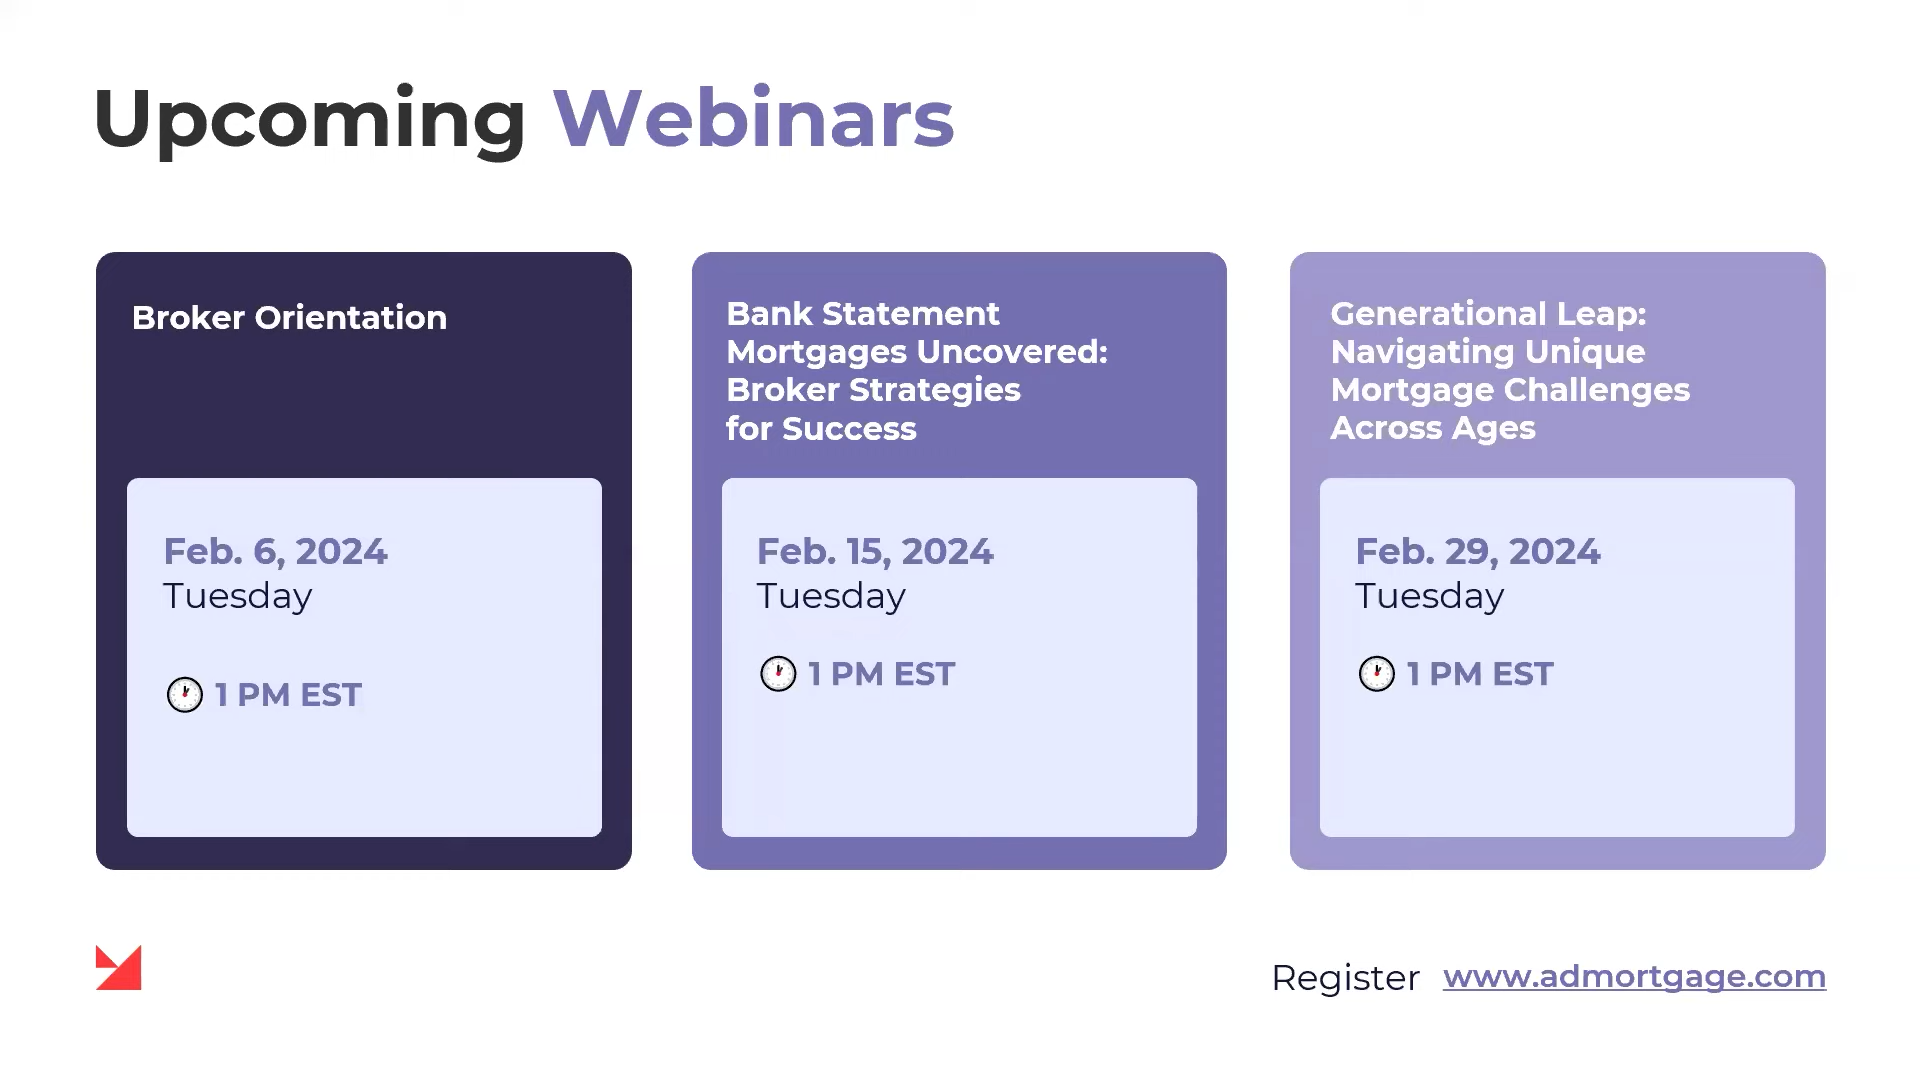 Upcoming Webinars
Broker Orientation
Feb. 6, 2024
Tuesday
1 PM EST
Bank Statement
Mortgages Uncovered:
Broker Strategies
for Success
Feb. 15, 2024
Tuesday
1 PM EST
Generational Leap:
Navigating Unique
Mortgage Challenges
Across Ages
Feb. 29, 2024
Tuesday
1 PM EST
Register www.admortgage.com